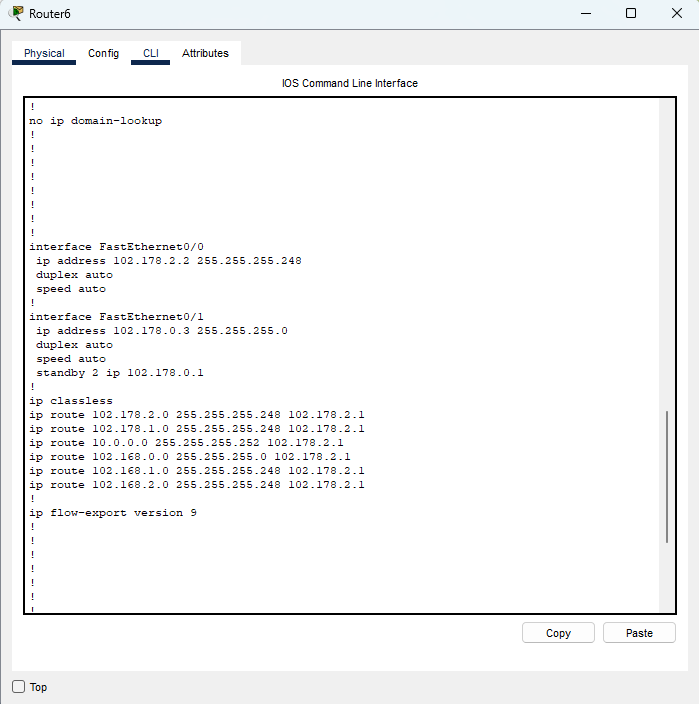 Router6
Physical Config CLI Attributes
IOS Command Line Interface
!
no ip domain-lookup
!
!
!
!
!
!
!
!
interface FastEthernet0/0
 ip address 102.178.2.2 255.255.255.248
 duplex auto
 speed auto
!
interface FastEthernet0/1
 ip address 102.178.0.3 255.255.255.0
 duplex auto
 speed auto
 standby 2 ip 102.178.0.1
!
ip classless
ip route 102.178.2.0 255.255.255.248 102.178.2.1
ip route 102.178.1.0 255.255.255.248 102.178.2.1
ip route 10.0.0.0 255.255.255.252 102.178.2.1
ip route 102.168.0.0 255.255.255.0 102.178.2.1
ip route 102.168.1.0 255.255.255.248 102.178.2.1
ip route 102.168.2.0 255.255.255.248 102.178.2.1
!
ip flow-export version 9
!
!
!
!
!
!
!
Copy Paste
Top